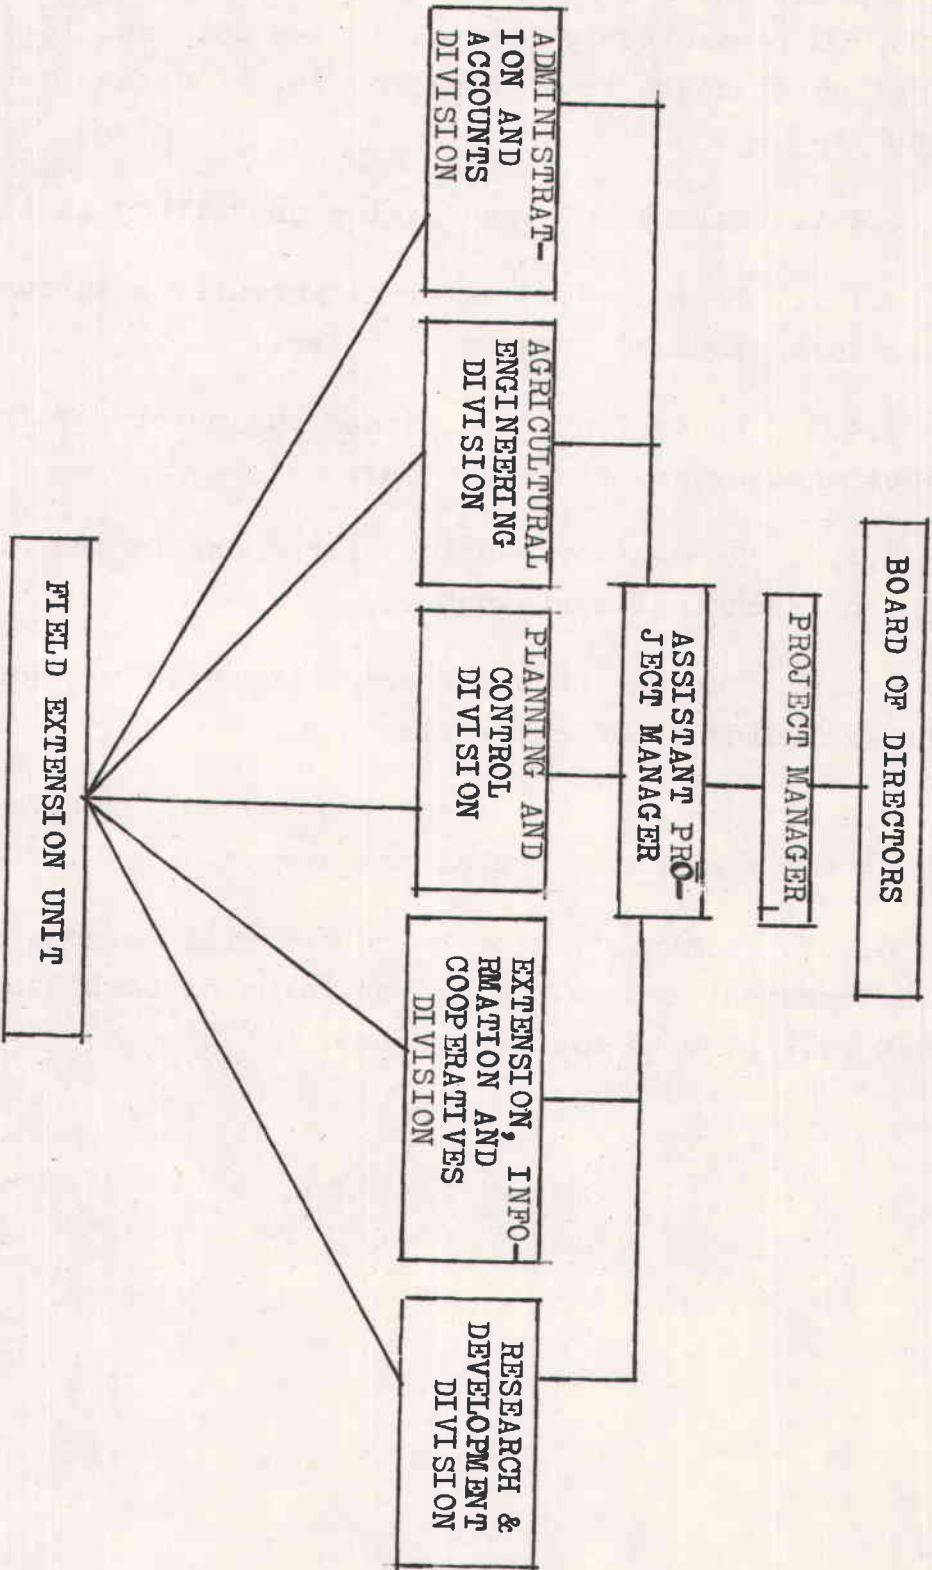 BOARD OF DIRECTORS
PROJECT MANAGER
ASSISTANT PRO-
JECT MANAGER
ADMINISTRAT-
ION AND
ACCOUNTS
DIVISION
AGRICULTURAL
ENGINEERING
DIVISION
PLANNING AND
CONTROL
DIVISION
EXTENSION, INFO-
RMATION AND
COOPERATIVES
DIVISION
RESEARCH &
DEVELOPMENT
DIVISION
FIELD EXTENSION UNIT